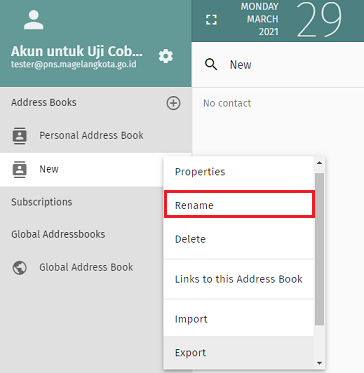 Akun untuk Uji Cob...
tester@pns.magelangkota.go.id
MONDAY
MARCH
2021
29
Address Books
Personal Address Book
New
Subscriptions
Global Addressbooks
Global Address Book
New
No contact
Properties
Rename
Delete
Links to this Address Book
Import
Export